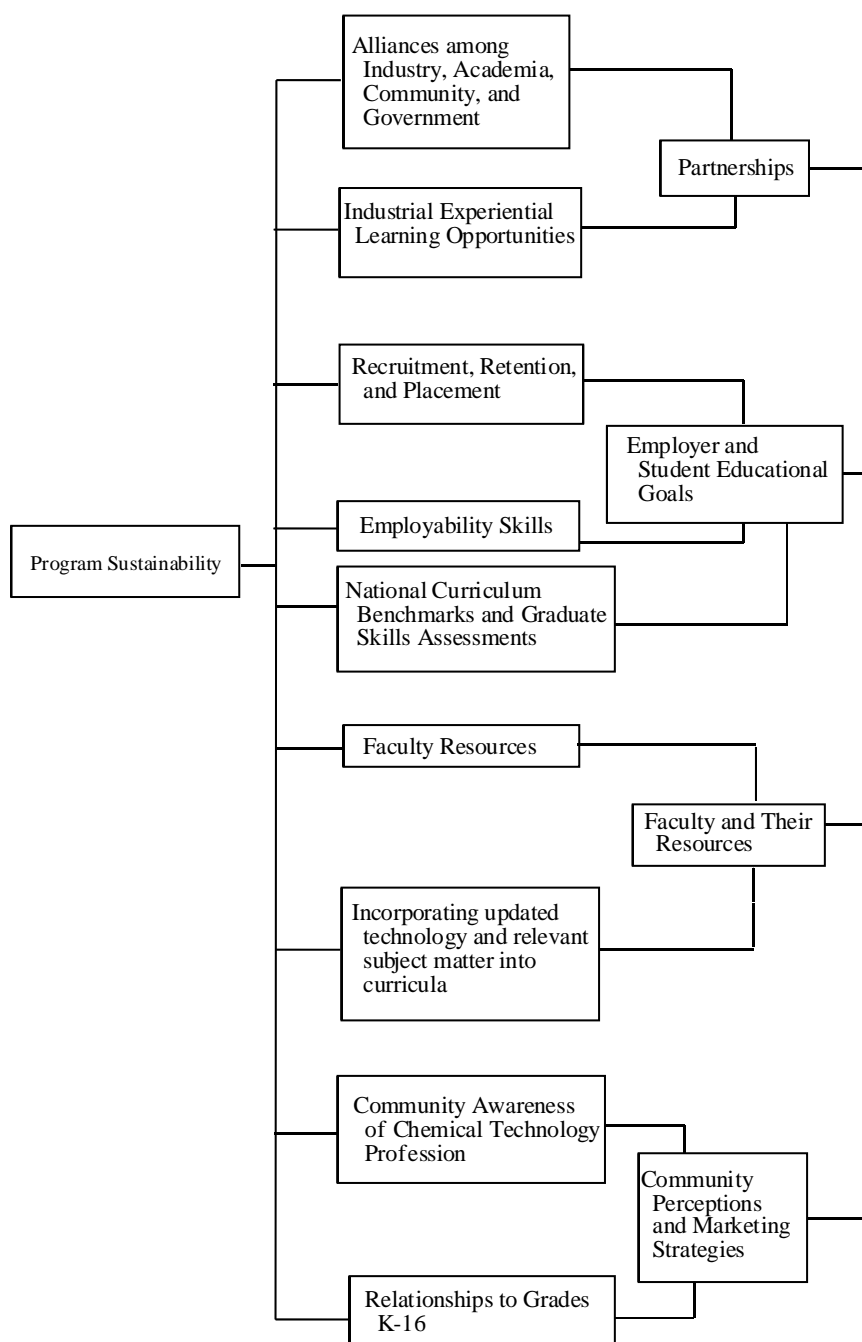 Alliances among
Industry, Academia,
Community, and
Government
Partnerships
Industrial Experiential
Learning Opportunities
Recruitment, Retention,
and Placement
Employer and
Student Educational
Goals
Employability Skills
Program Sustainability
National Curriculum
Benchmarks and Graduate
Skills Assessments
Faculty Resources
Faculty and Their
Resources
Incorporating updated
technology and relevant
subject matter into
curricula
Community Awareness
of Chemical Technology
Profession
Community
Perceptions
and Marketing
Strategies
Relationships to Grades
K-16